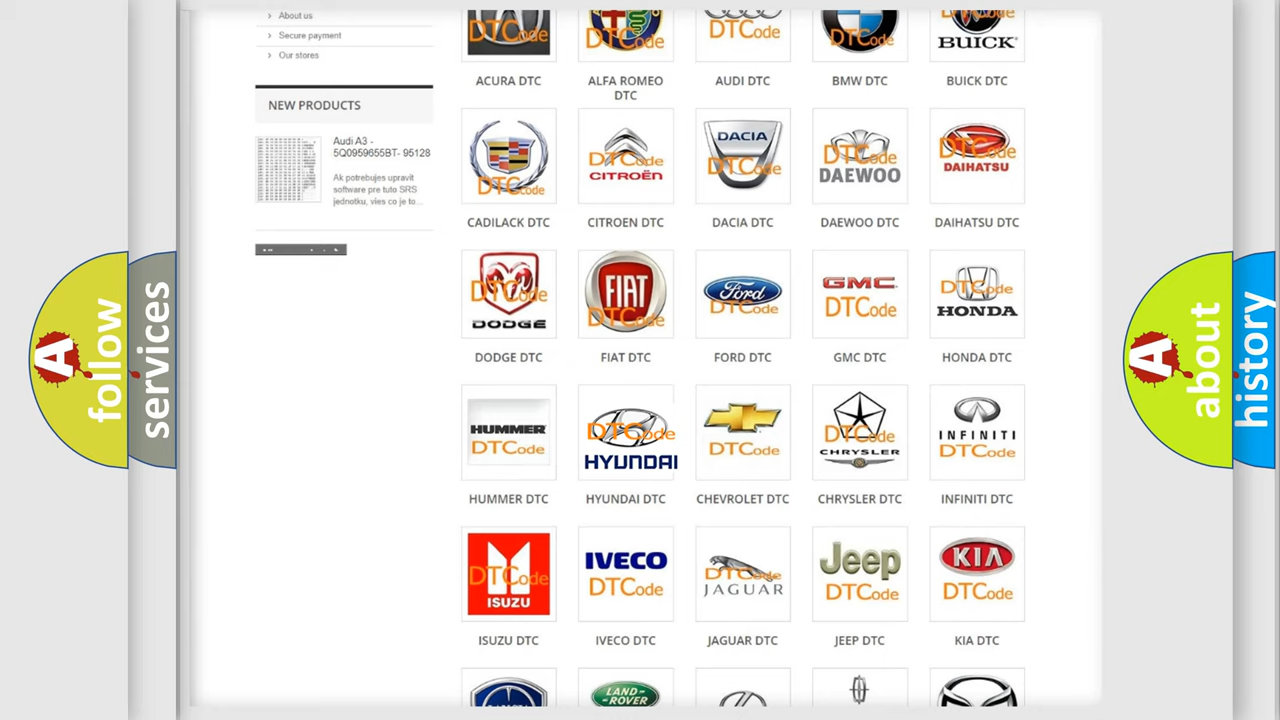 About us
Secure payment
Our stores
NEW PRODUCTS
Audi A3 -
5Q0959655BT- 95128
Ak potrebujes upravit
software pre tuto SRS
jednotku, vies co je to...
DTCode
DTCode
DTCode
DTCode
BUICK
ACURA DTC
ALFA ROMEO
DTC
AUDI DTC
BMW DTC
BUICK DTC
DTCode
DTCode
CITROËN
DACIA
DTCode
DTCode
DAEWOO
DTCode
DAIHATSU
CADILACK DTC
CITROEN DTC
DACIA DTC
DAEWOO DTC
DAIHATSU DTC
DTCode
DODGE
FIAT
DTCode
Ford
DTCode
GMC
DTCode
DTCode
HONDA
DODGE DTC
FIAT DTC
FORD DTC
GMC DTC
HONDA DTC
HUMMER
DTCode
DTCode
HYUNDAI
DTCode
DTCode
CHRYSLER
INFINITI
DTCode
HUMMER DTC
HYUNDAI DTC
CHEVROLET DTC
CHRYSLER DTC
INFINITI DTC
DTCode
ISUZU
IVECO
DTCode
DTCode
JAGUAR
Jeep
DTCode
KIA
DTCode
ISUZU DTC
IVECO DTC
JAGUAR DTC
JEEP DTC
KIA DTC
LAND-
ROVER
A
follow
services
A
about
history